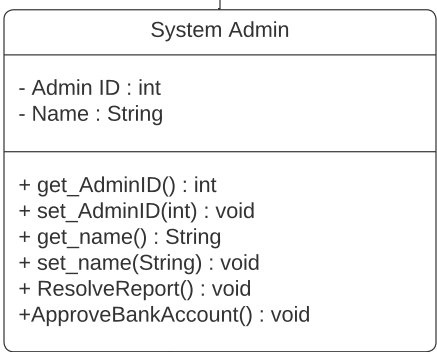 System Admin
- Admin ID : int
- Name : String
+ get_AdminID() : int
+ set_AdminID(int) : void
+ get_name() : String
+ set_name(String) : void
+ ResolveReport() : void
+ApproveBankAccount() : void